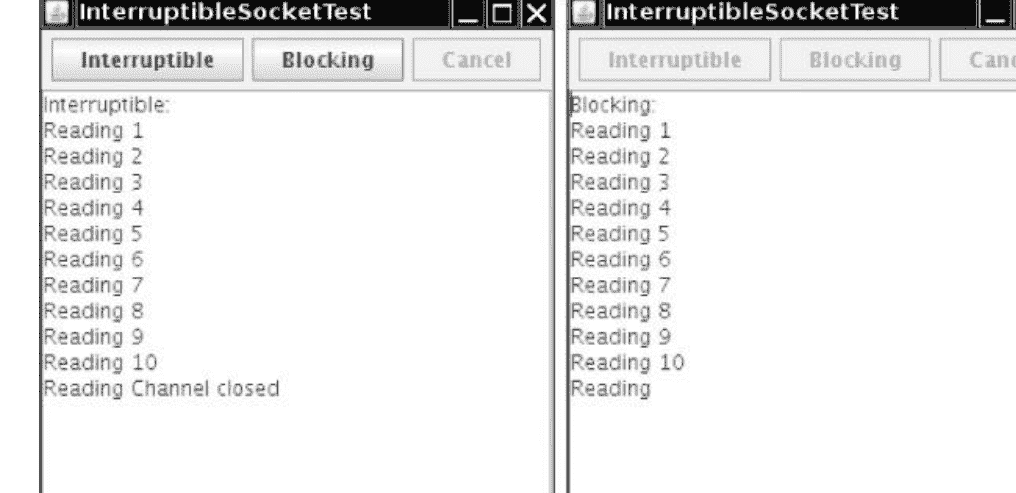 InterruptibleSocketTest
Interruptible Blocking Cancel
Interruptible:
Reading 1
Reading 2
Reading 3
Reading 4
Reading 5
Reading 6
Reading 7
Reading 8
Reading 9
Reading 10
Reading Channel closed
InterruptibleSocketTest
Interruptible Blocking Canc
Blocking:
Reading 1
Reading 2
Reading 3
Reading 4
Reading 5
Reading 6
Reading 7
Reading 8
Reading 9
Reading 10
Reading